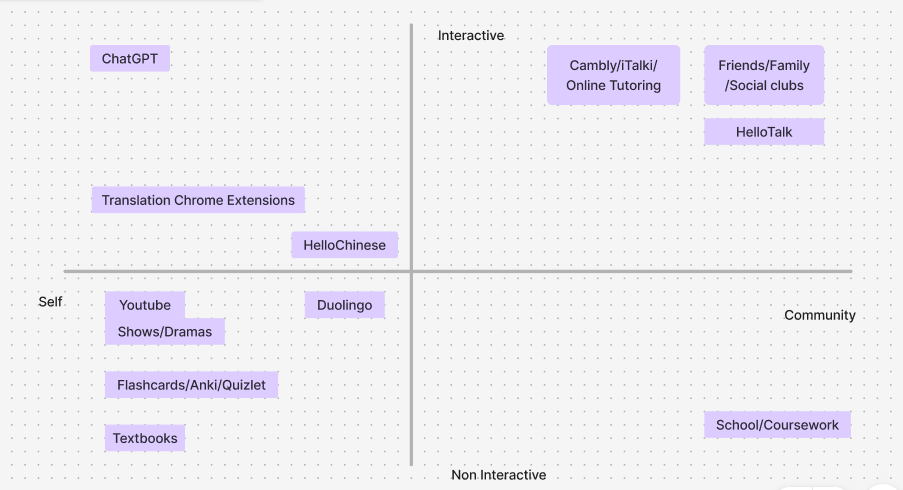 Interactive
ChatGPT
Cambly/iTalki/
Online Tutoring
Friends/Family
/Social clubs
HelloTalk
Translation Chrome Extensions
HelloChinese
Self
Youtube
Duolingo
Community
Shows/Dramas
Flashcards/Anki/Quizlet
School/Coursework
Textbooks
Non Interactive